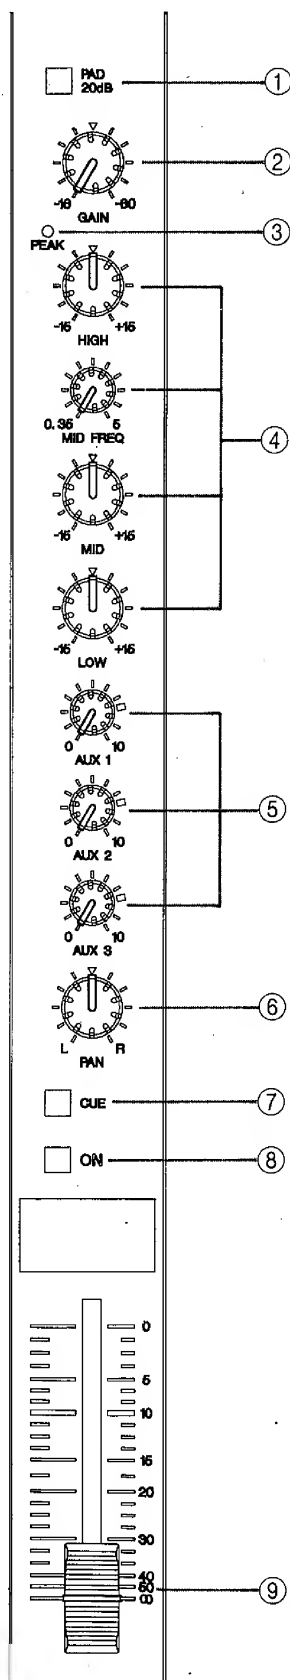 PAD
20dB
①
②
-16 -60
GAIN
③
PEAK
-15 +15
HIGH
0.35 5
MID FREQ
④
-15 +15
MID
-15 +15
LOW
0 10
AUX 1
0 10
AUX 2
⑤
0 10
AUX 3
⑥
L R
PAN
CUE
⑦
ON
⑧
0
5
10
15
20
30
40
50
∞
⑨